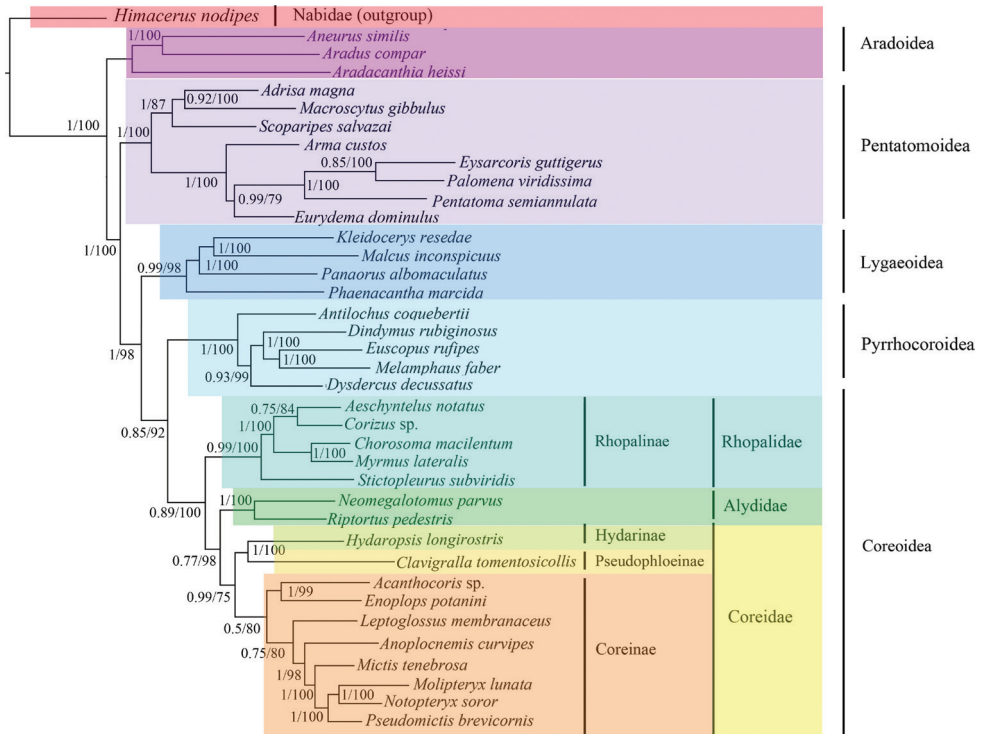 Himacerus nodipes Nabidae (outgroup)
1/100 Aneurus similis
Aradus compar
Aradoidea
Aradacanthia heissi
Adrisa magna
1/87 0.92/100 Macroscytus gibbulus
1/100 1/100 Scoparipes salvazai
Arma custos
Pentatomoidea
0.85/100 Eysarcoris guttigerus
1/100 1/100 Palomena viridissima
0.99/79 Pentatoma semiannulata
Eurydema dominulus
Kleidocerys resedae
1/100 1/100 Malcus inconspicuus
Lygaeoidea
0.99/98 1/100 Panaorus albomaculatus
Phaenacantha marcida
Antilochus coquebertii
Dindymus rubiginosus
1/98 1/100 1/100 Euscopus rufipes
Pyrrhocoroidea
1/100 Melamphaus faber
0.93/99 Dysdercus decussatus
0.75/84 Aeschyntelus notatus
0.85/92 1/100 Corizus sp.
Rhopalinae Rhopalidae
0.99/100 Chorosoma macilentum
1/100 Myrmus lateralis
Stictopleurus subviridis
1/100 Neomegalotomus parvus
Alydidae
0.89/100 Riptortus pedestris
Hydaropsis longirostris Hydarinae
Coreoidea
0.77/98 1/100 Clavigralla tomentosicollis Pseudophloeinae
Acanthocoris sp.
0.99/75 1/99 Enoplops potanini
Leptoglossus membranaceus
Coreidae
0.5/80 Anoplocnemis curvipes
Coreinae
0.75/80 Mictis tenebrosa
1/98 Molipteryx lunata
1/100 1/100 Notopteryx soror
1/100 Pseudomictis brevicornis